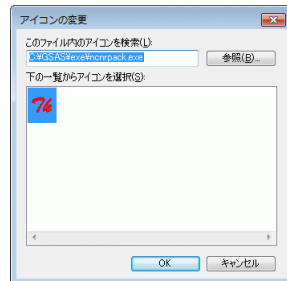 アイコンの変更
このファイル内のアイコンを検索(L):
C:¥GSAS¥exe¥ncnrpack.exe
参照(B)...
下の一覧からアイコンを選択(S):
Tk
OK
キャンセル